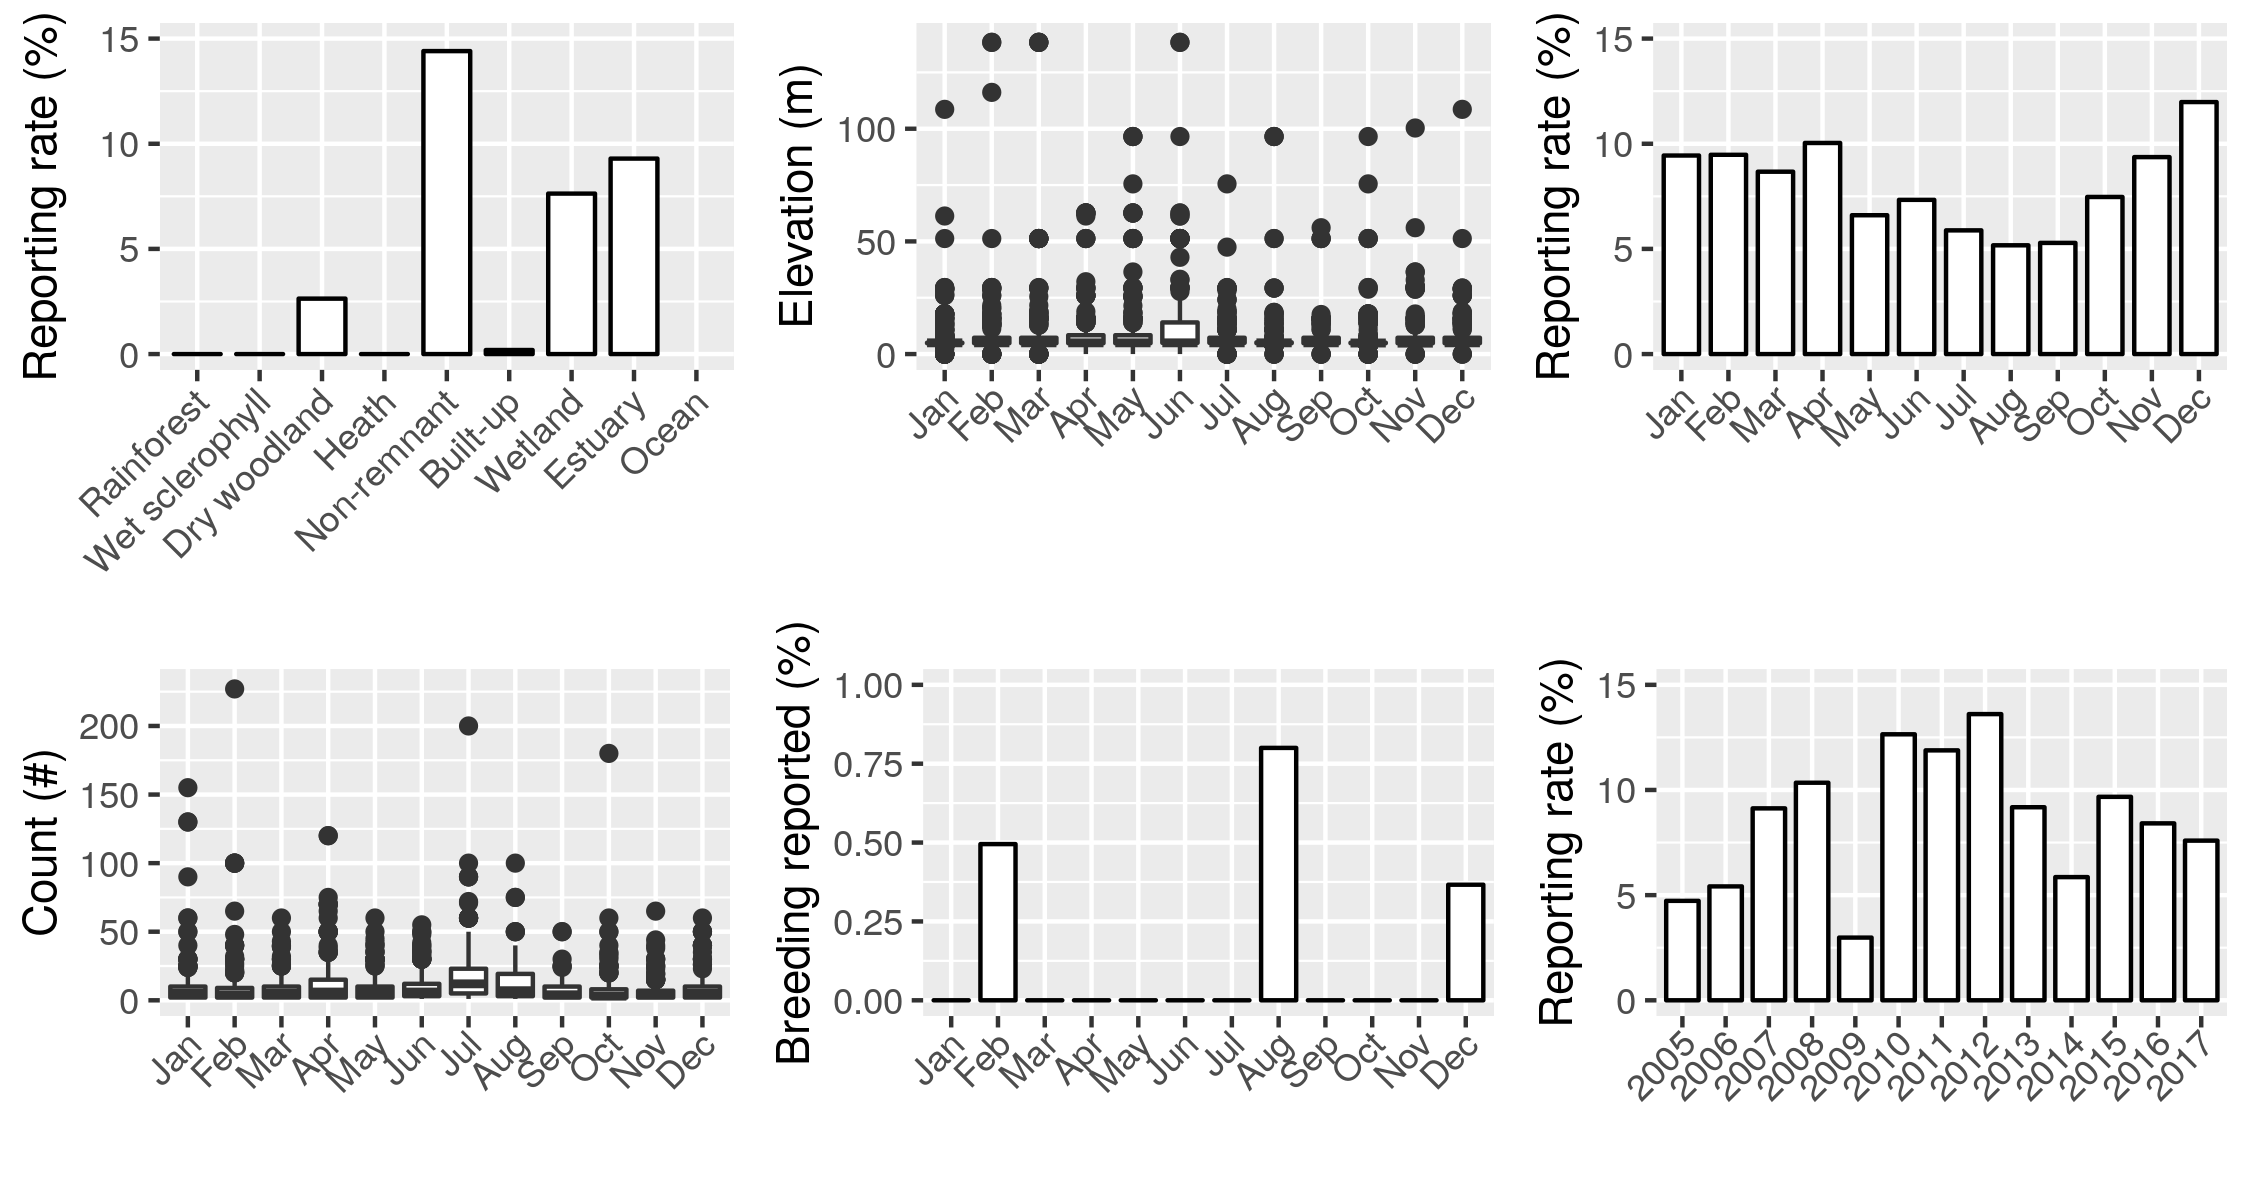 Reporting rate (%)
15
10
5
0
Rainforest
Wet sclerophyll
Dry woodland
Heath
Non-remnant
Built-up
Wetland
Estuary
Ocean
Elevation (m)
100
50
0
Jan
Feb
Mar
Apr
May
Jun
Jul
Aug
Sep
Oct
Nov
Dec
Reporting rate (%)
15
10
5
0
Jan
Feb
Mar
Apr
May
Jun
Jul
Aug
Sep
Oct
Nov
Dec
Count (#)
200
150
100
50
0
Jan
Feb
Mar
Apr
May
Jun
Jul
Aug
Sep
Oct
Nov
Dec
Breeding reported (%)
1.00
0.75
0.50
0.25
0.00
Jan
Feb
Mar
Apr
May
Jun
Jul
Aug
Sep
Oct
Nov
Dec
Reporting rate (%)
15
10
5
0
2005
2006
2007
2008
2009
2010
2011
2012
2013
2014
2015
2016
2017